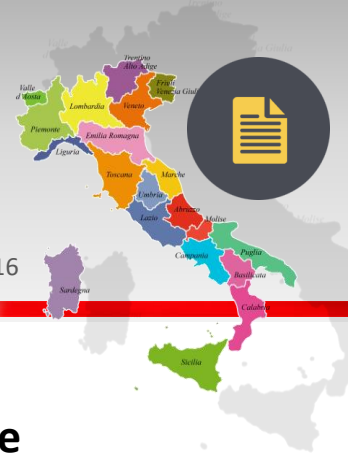 Trentino
Alto Adige
Friuli
Venezia Giuli
Valle
d'Aosta
Lombardia
Veneto
Piemonte
Emilia Romagna
Liguria
Toscana
Marche
Umbria
Abruzzo
Lazio
Molise
16
Puglia
Campania
Basilicata
Sardegna
Calabria
Sicilia
e